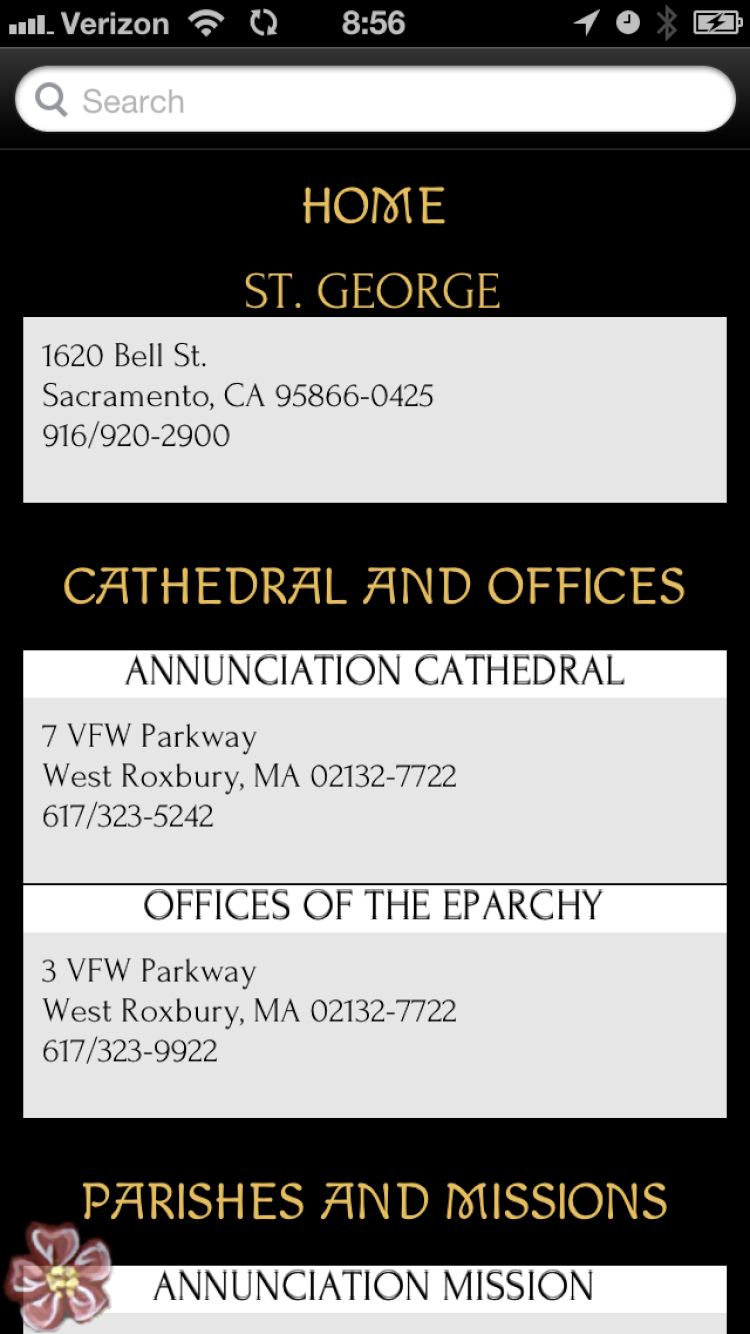 Verizon 8:56
Search
HOME
ST. GEORGE
1620 Bell St.
Sacramento, CA 95866-0425
916/920-2900
CATHEDRAL AND OFFICES
ANNUNCIATION CATHEDRAL
7 VFW Parkway
West Roxbury, MA 02132-7722
617/323-5242
OFFICES OF THE EPARCHY
3 VFW Parkway
West Roxbury, MA 02132-7722
617/323-9922
PARISHES AND MISSIONS
ANNUNCIATION MISSION